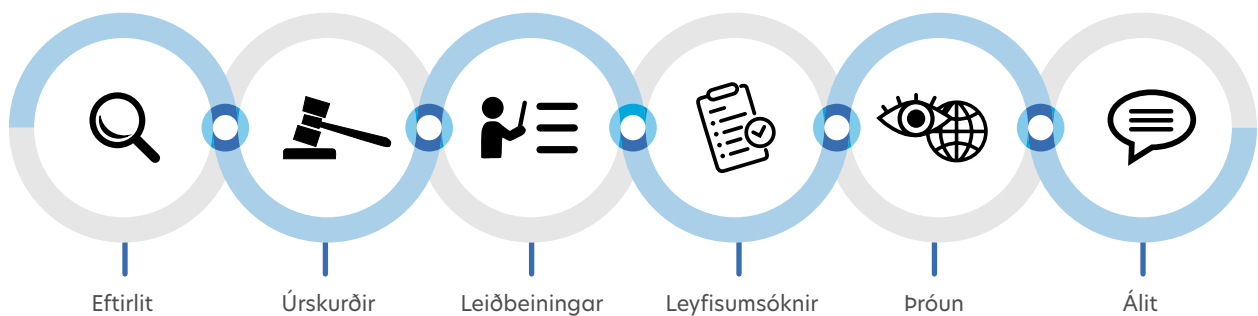 Eftirlit
Úrskurðir
Leiðbeiningar
Leyfisumsóknir
Þróun
Álit